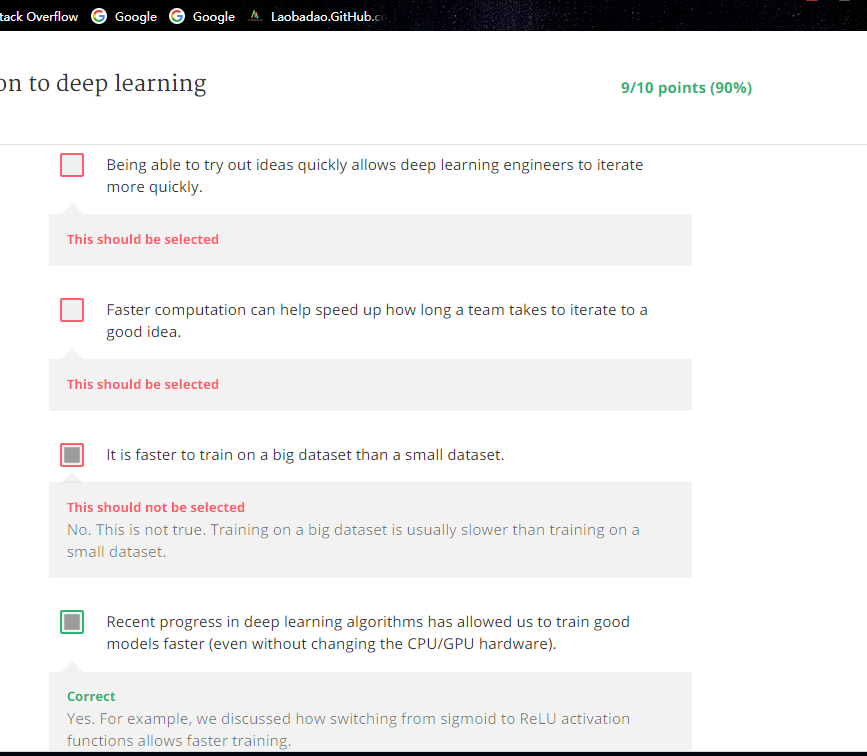 tack Overflow Google Google Laobadao.GitHub.c
on to deep learning
9/10 points (90%)
Being able to try out ideas quickly allows deep learning engineers to iterate
more quickly.
This should be selected
Faster computation can help speed up how long a team takes to iterate to a
good idea.
This should be selected
It is faster to train on a big dataset than a small dataset.
This should not be selected
No. This is not true. Training on a big dataset is usually slower than training on a
small dataset.
Recent progress in deep learning algorithms has allowed us to train good
models faster (even without changing the CPU/GPU hardware).
Correct
Yes. For example, we discussed how switching from sigmoid to ReLU activation
functions allows faster training.